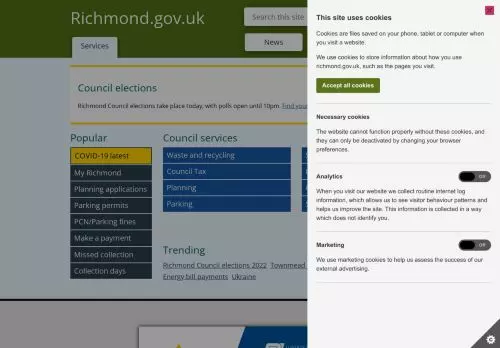 Richmond.gov.uk
Search this site
Services
News
Council elections
Richmond Council elections take place today, with polls open until 10pm. Find your
Popular
COVID-19 latest
My Richmond
Planning applications
Parking permits
PCN/Parking fines
Make a payment
Missed collection
Collection days
Council services
Waste and recycling
Council Tax
Planning
Parking
Trending
Richmond Council elections 2022 Townmead
Energy bill payments Ukraine
This site uses cookies
Cookies are files saved on your phone, tablet or computer when
you visit a website.
We use cookies to store information about how you use
richmond.gov.uk, such as the pages you visit.
Accept all cookies
Necessary cookies
The website cannot function properly without these cookies, and
they can only be deactivated by changing your browser
preferences.
Analytics
Off
When you visit our website we collect routine internet log
information, which allows us to see visitor behaviour patterns and
helps us improve the site. This information is collected in a way
which does not identify you.
Marketing
Off
We use marketing cookies to help us assess the success of our
external advertising.